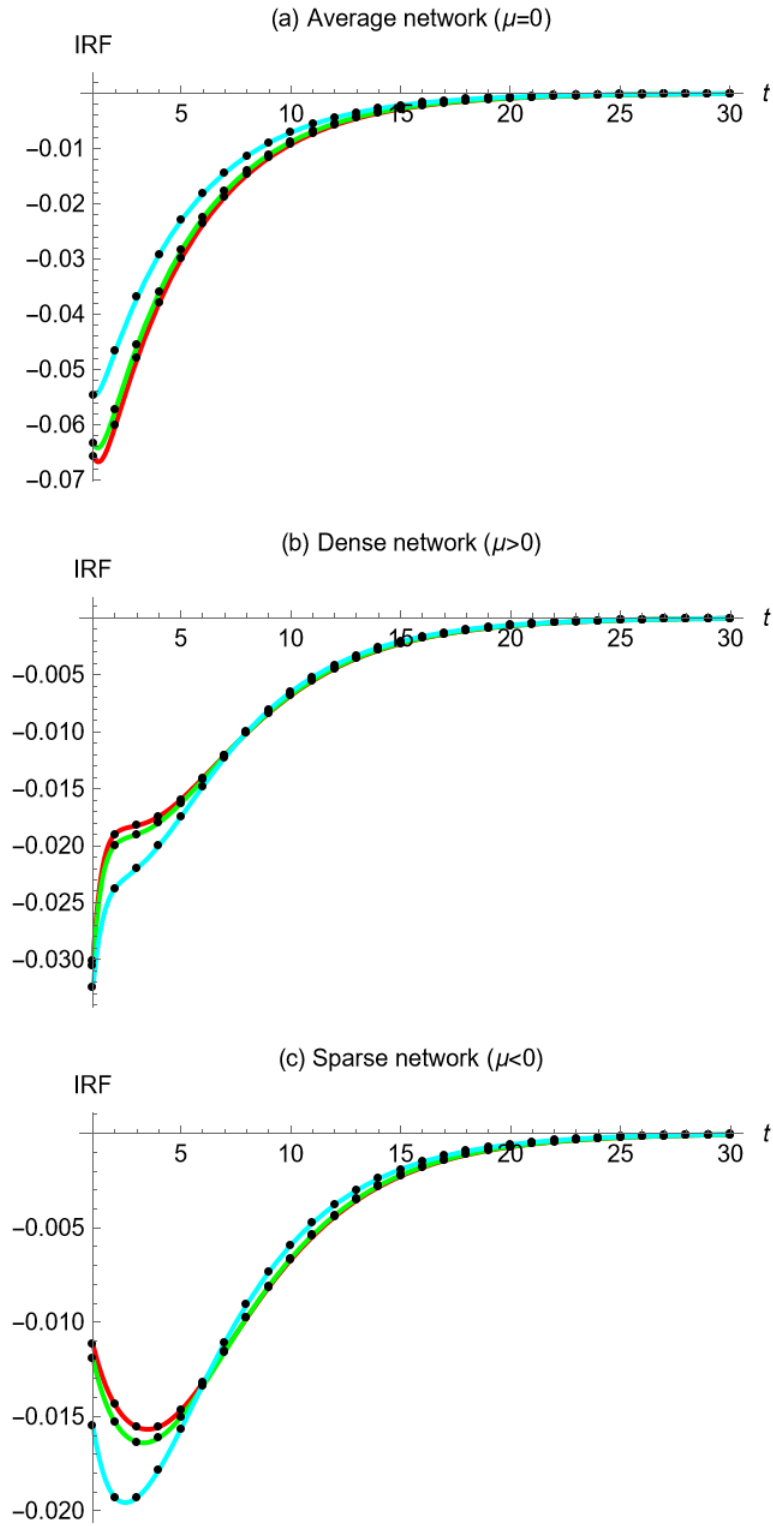 (a) Average network (μ=0)
IRF
t
5 10 15 20 25 30
−0.01
−0.02
−0.03
−0.04
−0.05
−0.06
−0.07
(b) Dense network (μ>0)
IRF
t
5 10 15 20 25 30
−0.005
−0.010
−0.015
−0.020
−0.025
−0.030
(c) Sparse network (μ<0)
IRF
t
5 10 15 20 25 30
−0.005
−0.010
−0.015
−0.020